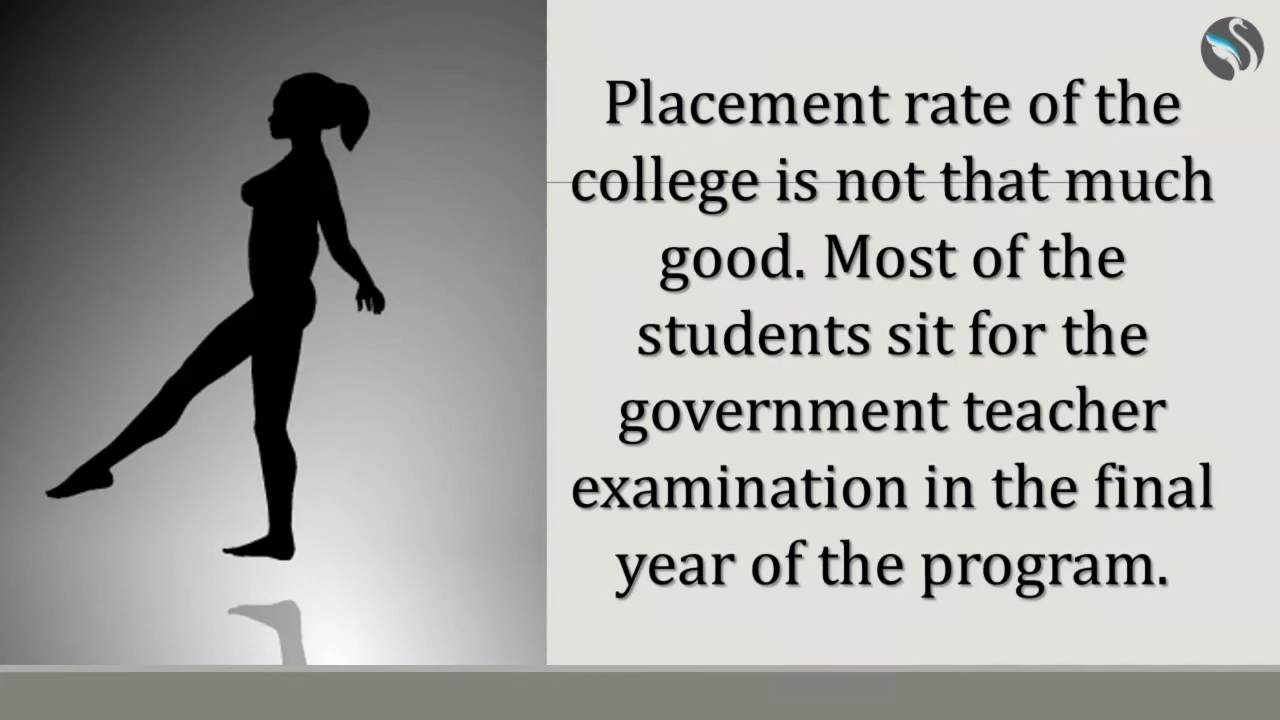 Placement rate of the
college is not that much
good. Most of the
students sit for the
government teacher
examination in the final
year of the program.